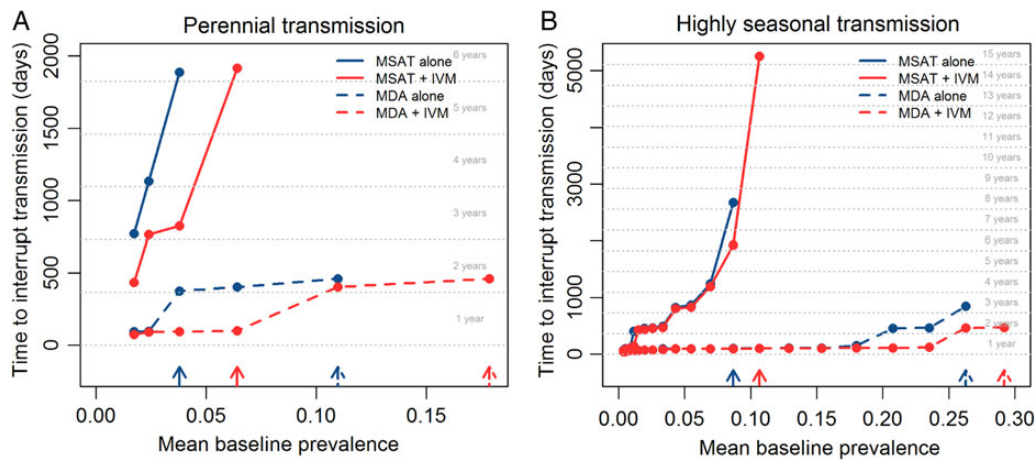 A
Perennial transmission
Time to interrupt transmission (days)
2000
1500
1000
500
0
MSAT alone
MSAT + IVM
MDA alone
MDA + IVM
6 years
5 years
4 years
3 years
2 years
1 year
0.00 0.05 0.10 0.15
Mean baseline prevalence
B
Highly seasonal transmission
Time to interrupt transmission (days)
5000
3000
1000
0
MSAT alone
MSAT + IVM
MDA alone
MDA + IVM
15 years
14 years
13 years
12 years
11 years
10 years
9 years
8 years
7 years
6 years
5 years
4 years
3 years
2 years
1 year
0.00 0.05 0.10 0.15 0.20 0.25 0.30
Mean baseline prevalence